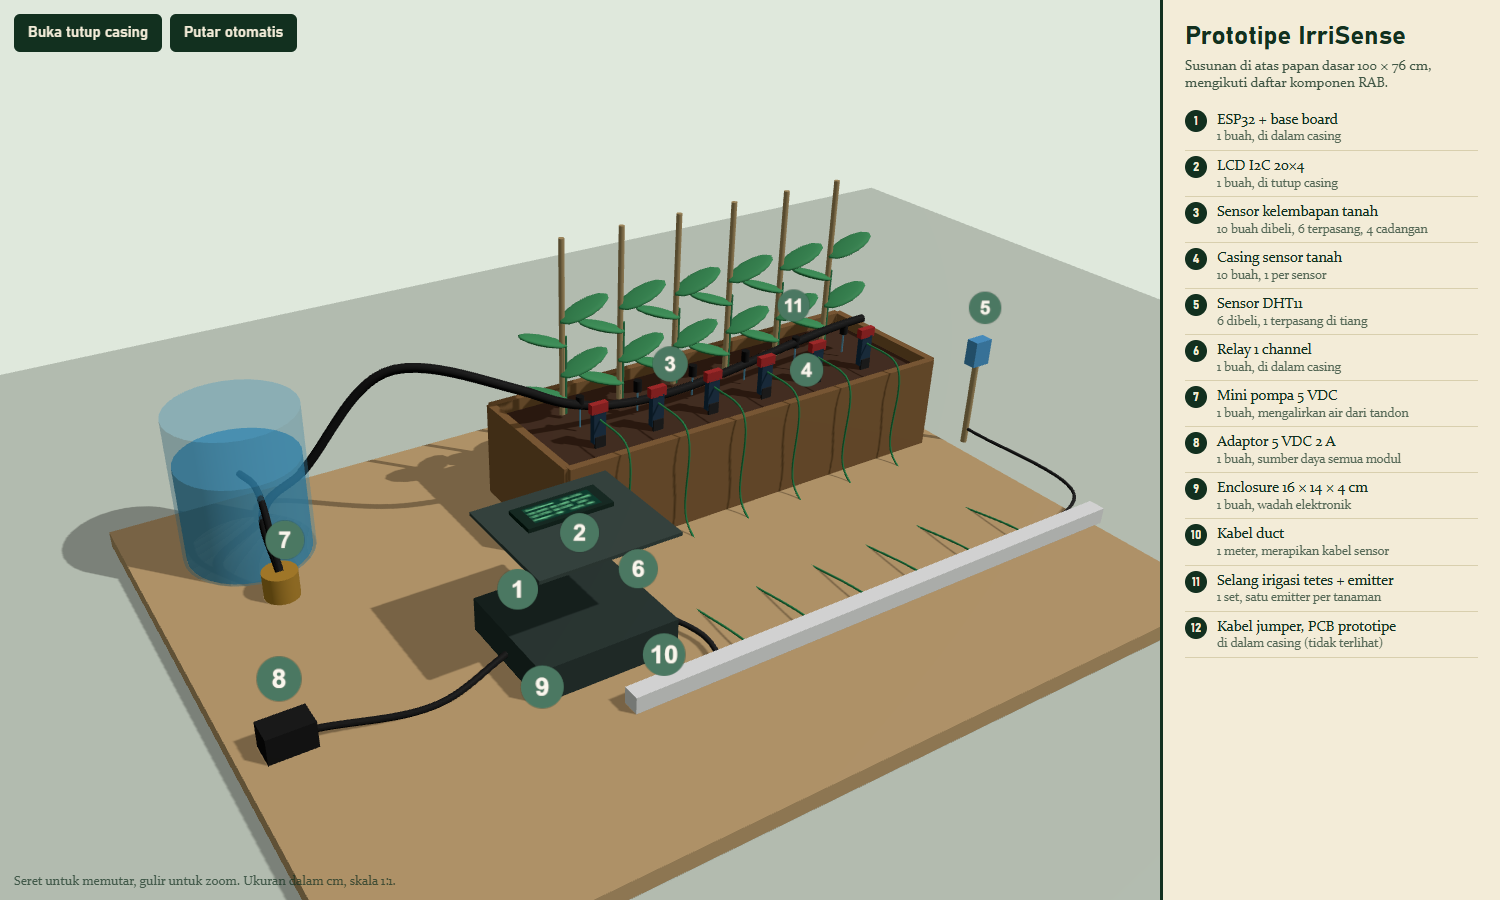 Buka tutup casing
Putar otomatis
Prototipe IrriSense
Susunan di atas papan dasar 100 × 76 cm,
mengikuti daftar komponen RAB.
1
ESP32 + base board
1 buah, di dalam casing
2
LCD I2C 20×4
1 buah, di tutup casing
3
Sensor kelembapan tanah
10 buah dibeli, 6 terpasang, 4 cadangan
4
Casing sensor tanah
10 buah, 1 per sensor
5
Sensor DHT11
6 dibeli, 1 terpasang di tiang
6
Relay 1 channel
1 buah, di dalam casing
7
Mini pompa 5 VDC
1 buah, mengalirkan air dari tandon
8
Adaptor 5 VDC 2 A
1 buah, sumber daya semua modul
9
Enclosure 16 × 14 × 4 cm
1 buah, wadah elektronik
10
Kabel duct
1 meter, merapikan kabel sensor
11
Selang irigasi tetes + emitter
1 set, satu emitter per tanaman
12
Kabel jumper, PCB prototipe
di dalam casing (tidak terlihat)
11
5
3
4
7
2
6
1
10
8
9
Seret untuk memutar, gulir untuk zoom. Ukuran dalam cm, skala 1:1.